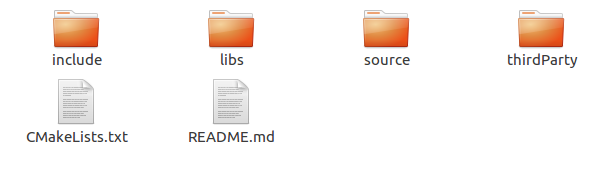 include
libs
source
thirdParty
CMakeLists.txt
README.md